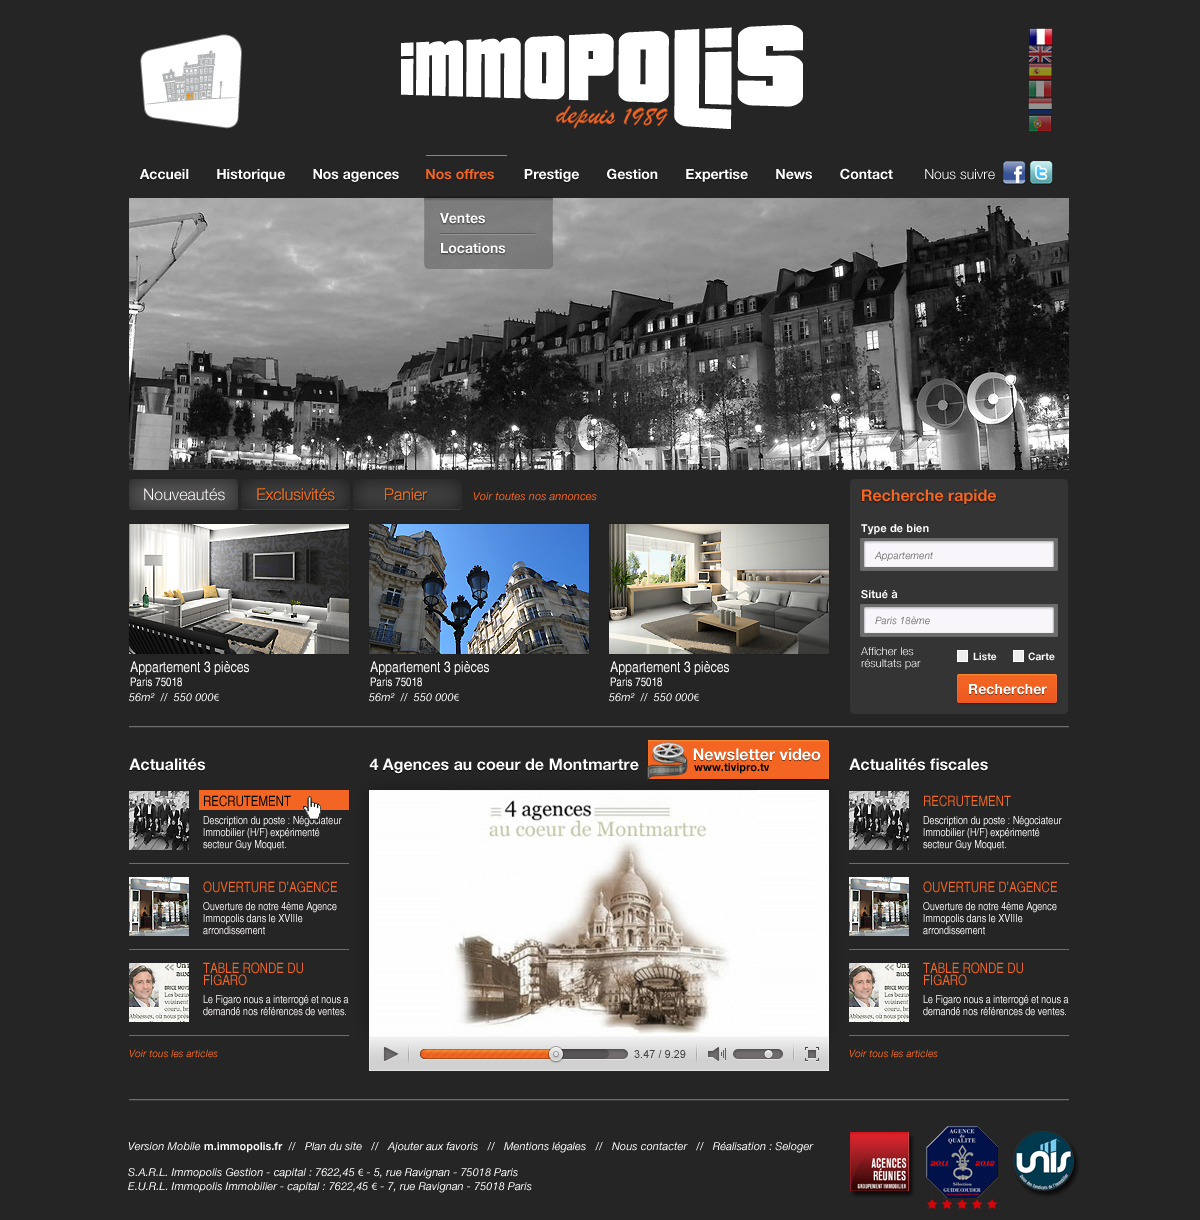 immopolis
depuis 1989
Accueil Historique Nos agences Nos offres Prestige Gestion Expertise News Contact Nous suivre
Ventes
Locations
Nouveautés Exclusivités Panier Voir toutes nos annonces
Recherche rapide
Type de bien
Appartement
Situé à
Paris 18ème
Afficher les
résultats par
Liste Carte
Rechercher
Appartement 3 pièces
Paris 75018
56m² // 550 000€
Appartement 3 pièces
Paris 75018
56m² // 550 000€
Appartement 3 pièces
Paris 75018
56m² // 550 000€
Actualités
RECRUTEMENT
Description du poste : Négociateur
Immobilier (H/F) expérimenté
secteur Guy Moquet.
OUVERTURE D'AGENCE
Ouverture de notre 4ème Agence
Immopolis dans le XVIIIe
arrondissement
TABLE RONDE DU
FIGARO
Le Figaro nous a interrogé et nous a
demandé nos références de ventes.
Voir tous les articles
4 Agences au coeur de Montmartre
Newsletter video
www.tivipro.tv
4 agences
au coeur de Montmartre
3.47 / 9.29
Actualités fiscales
RECRUTEMENT
Description du poste : Négociateur
Immobilier (H/F) expérimenté
secteur Guy Moquet.
OUVERTURE D'AGENCE
Ouverture de notre 4ème Agence
Immopolis dans le XVIIIe
arrondissement
TABLE RONDE DU
FIGARO
Le Figaro nous a interrogé et nous a
demandé nos références de ventes.
Voir tous les articles
Version Mobile m.immopolis.fr // Plan du site // Ajouter aux favoris // Mentions légales // Nous contacter // Réalisation : Seloger
S.A.R.L. Immopolis Gestion - capital : 7622,45 € - 5, rue Ravignan - 75018 Paris
E.U.R.L. Immopolis Immobilier - capital : 7622,45 € - 7, rue Ravignan - 75018 Paris
AGENCES
RÉUNIES
GROUPEMENT IMMOBILIER
AGENCE
de
QUALITÉ
2011 2012
Sélection
GUIDE COUDER
unis